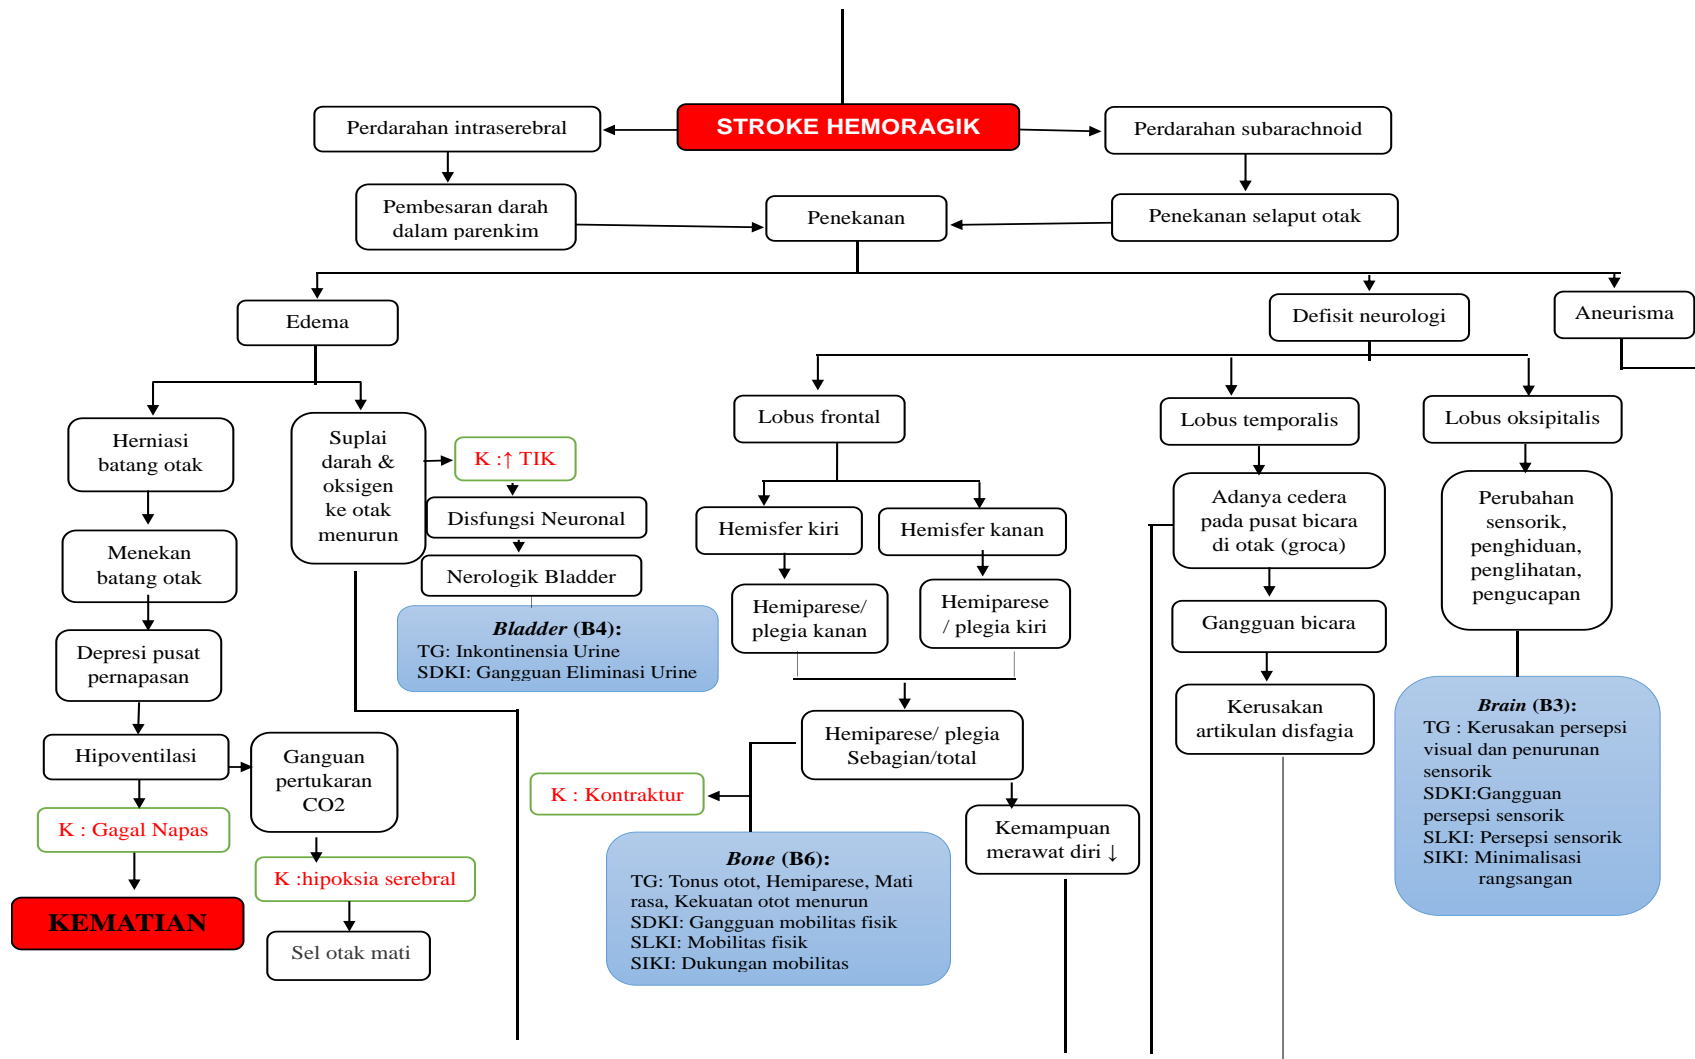 STROKE HEMORAGIK
Perdarahan intraserebral
Perdarahan subarachnoid
Pembesaran darah
dalam parenkim
Penekanan
Penekanan selaput otak
Edema
Defisit neurologi
Aneurisma
Herniasi
batang otak
Suplai
darah &
oksigen
ke otak
menurun
K :↑ TIK
Disfungsi Neuronal
Nerologik Bladder
Bladder (B4):
TG: Inkontinensia Urine
SDKI: Gangguan Eliminasi Urine
Menekan
batang otak
Depresi pusat
pernapasan
Hipoventilasi
Ganguan
pertukaran
CO2
K : Gagal Napas
K :hipoksia serebral
KEMATIAN
Sel otak mati
Lobus frontal
Lobus temporalis
Lobus oksipitalis
Hemisfer kiri
Hemisfer kanan
Hemiparese/
plegia kanan
Hemiparese
/ plegia kiri
Hemiparese/ plegia
Sebagian/total
K : Kontraktur
Kemampuan
merawat diri ↓
Bone (B6):
TG: Tonus otot, Hemiparese, Mati
rasa, Kekuatan otot menurun
SDKI: Gangguan mobilitas fisik
SLKI: Mobilitas fisik
SIKI: Dukungan mobilitas
Adanya cedera
pada pusat bicara
di otak (groca)
Gangguan bicara
Kerusakan
artikulan disfagia
Perubahan
sensorik,
penghiduan,
penglihatan,
pengucapan
Brain (B3):
TG : Kerusakan persepsi
visual dan penurunan
sensorik
SDKI:Gangguan
persepsi sensorik
SLKI: Persepsi sensorik
SIKI: Minimalisasi
rangsangan